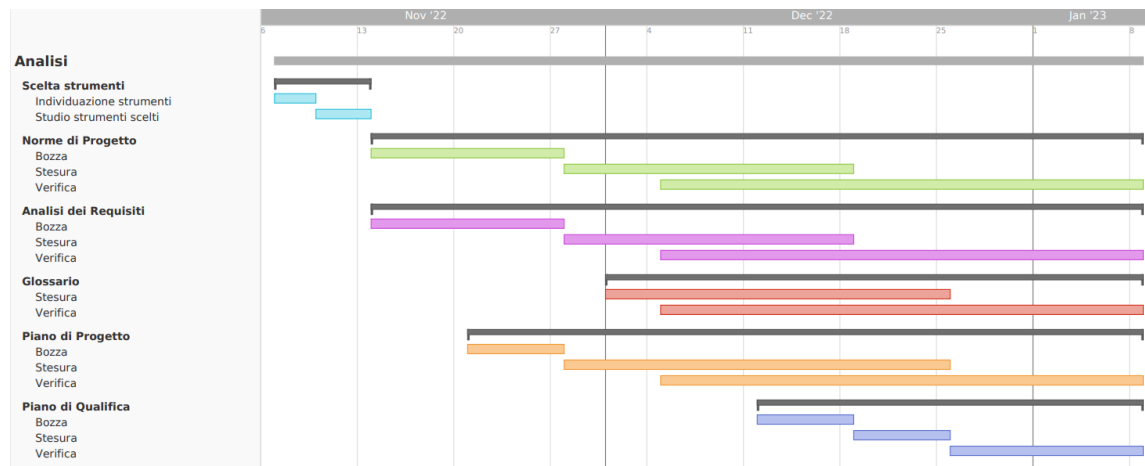 Nov '22 Dec '22 Jan '23
6 13 20 27 4 11 18 25 1 8
Analisi
Scelta strumenti
Individuazione strumenti
Studio strumenti scelti
Norme di Progetto
Bozza
Stesura
Verifica
Analisi dei Requisiti
Bozza
Stesura
Verifica
Glossario
Stesura
Verifica
Piano di Progetto
Bozza
Stesura
Verifica
Piano di Qualifica
Bozza
Stesura
Verifica